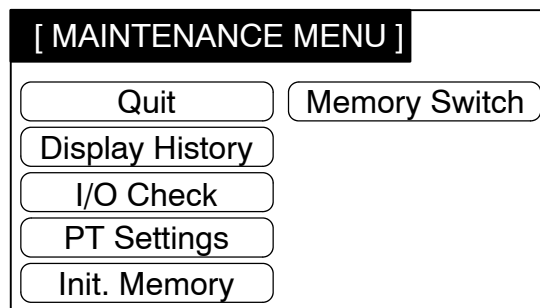 [ MAINTENANCE MENU ]
Quit
Memory Switch
Display History
I/O Check
PT Settings
Init. Memory